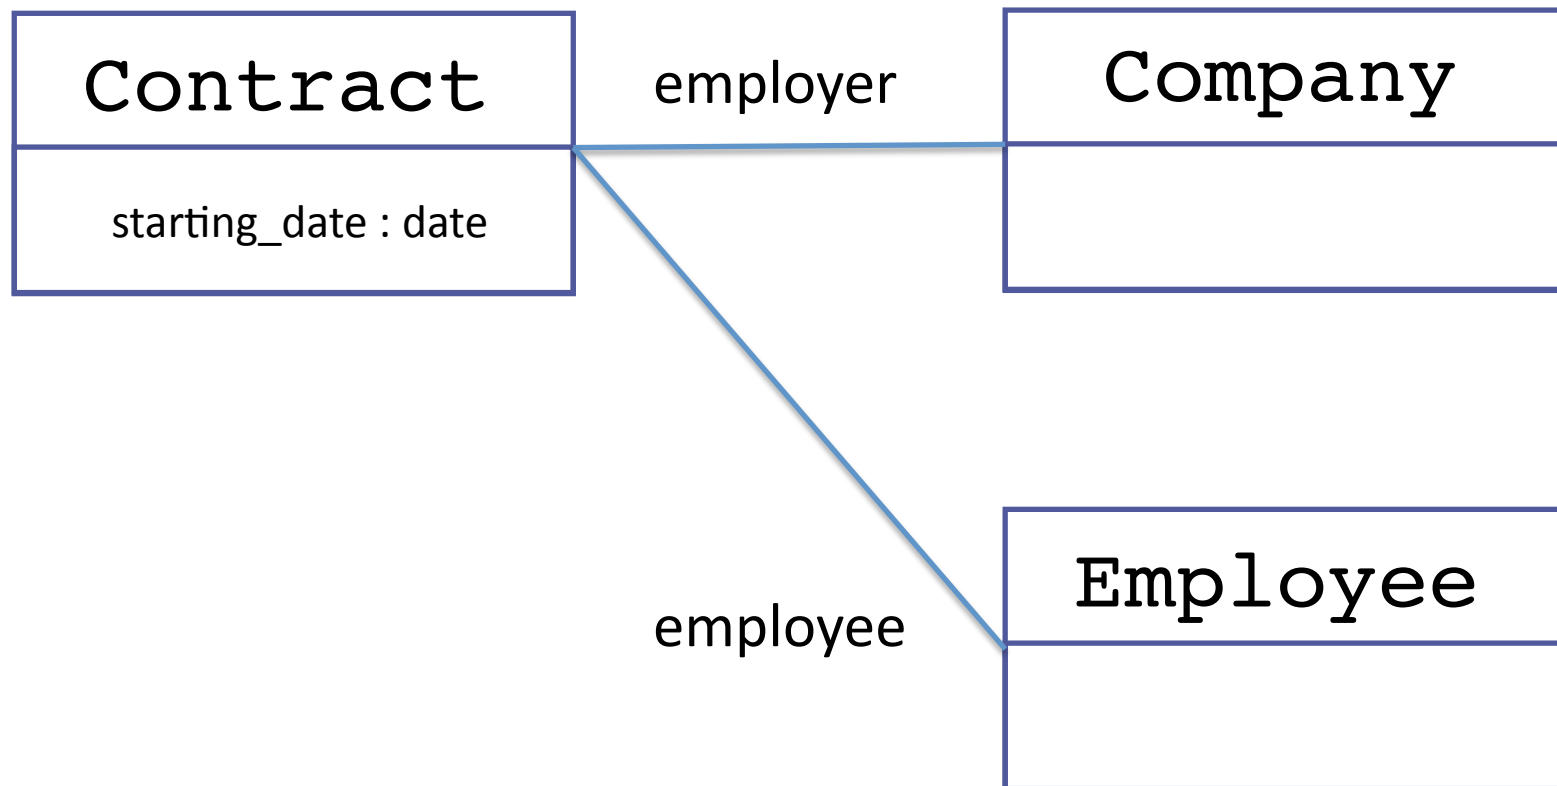 Contract
employer
Company
starting_date : date
Employee
employee